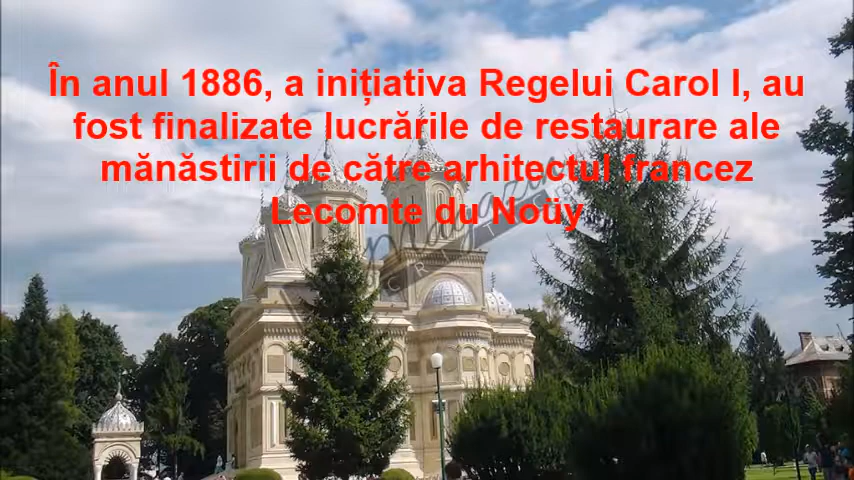 În anul 1886, a inițiativa Regelui Carol I, au
fost finalizate lucrările de restaurare ale
mănăstirii de către arhitectul francez
Lecomte du Noüy